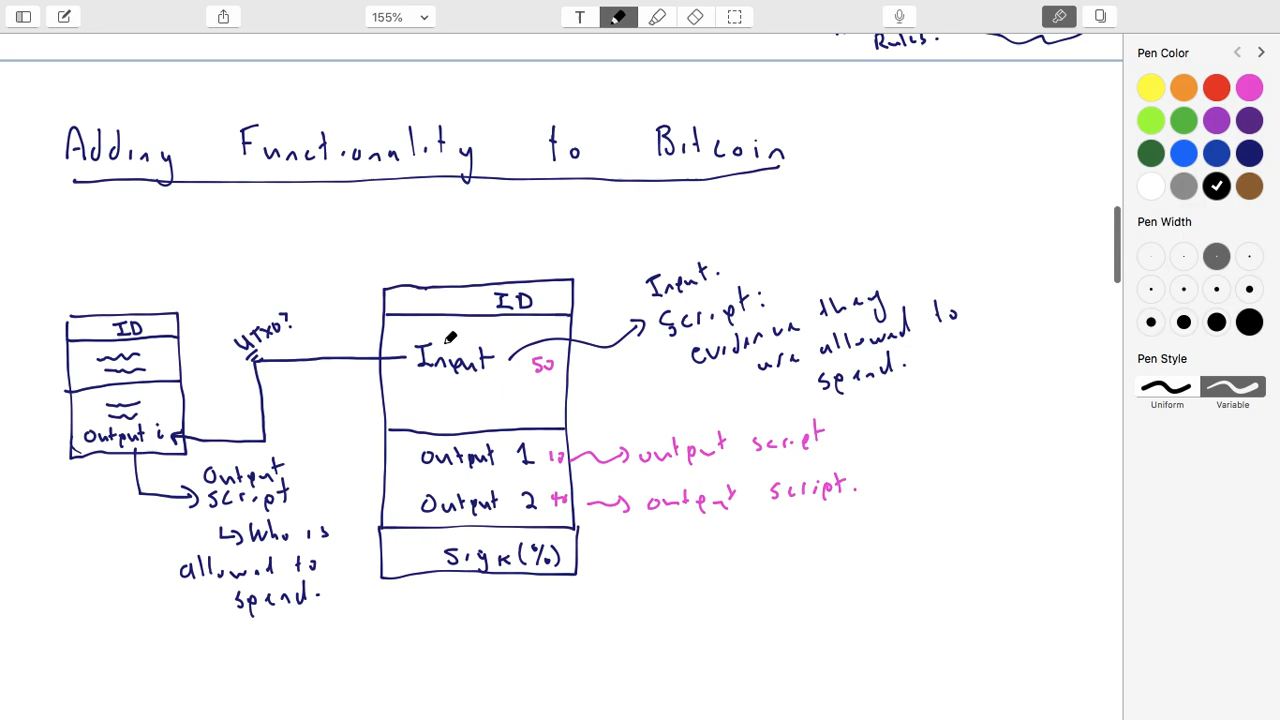 155%
T
Rules.
Pen Color
Adding Functionality to Bitcoin
Pen Width
Pen Style
Uniform
Variable
ID
UTXO?
Output i
Output
script
↳ Who is
allowed to
spend.
ID
Input 50
Output 1 10
Output 2 40
Sigk(%)
Input.
Script:
evidence they
are allowed to
spend.
output script
output script.